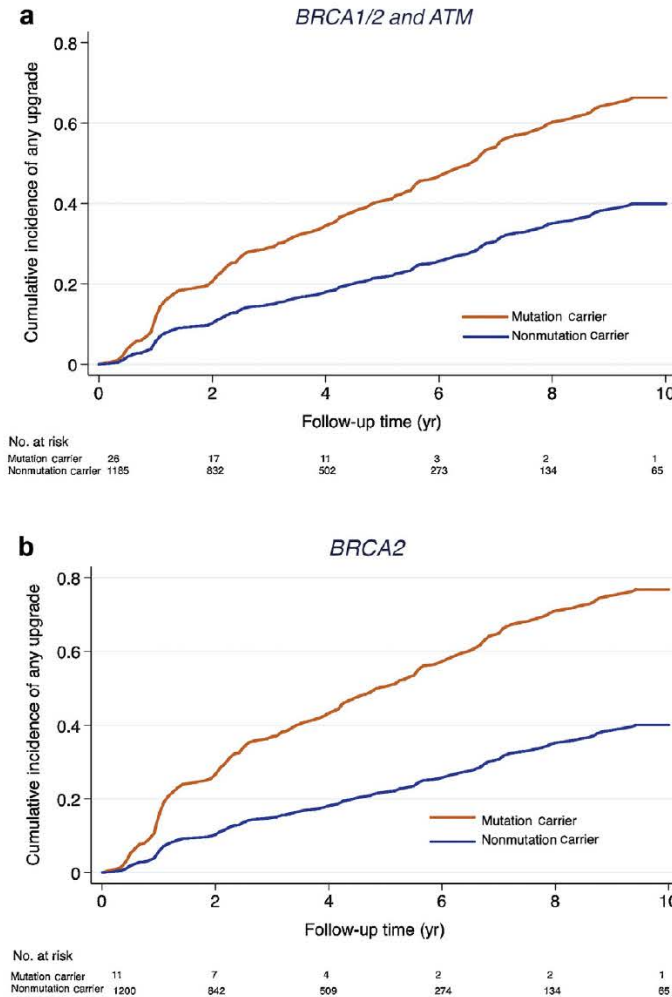 a
BRCA1/2 and ATM
Cumulative incidence of any upgrade
0.8
0.6
0.4
0.2
0
Mutation carrier
Nonmutation carrier
0 2 4 6 8 10
Follow-up time (yr)
No. at risk
Mutation carrier 26 17 11 3 2 1
Nonmutation carrier 1185 832 502 273 134 65
b
BRCA2
Cumulative incidence of any upgrade
0.8
0.6
0.4
0.2
0
Mutation carrier
Nonmutation carrier
0 2 4 6 8 10
Follow-up time (yr)
No. at risk
Mutation carrier 11 7 4 2 2 1
Nonmutation carrier 1200 842 509 274 134 65